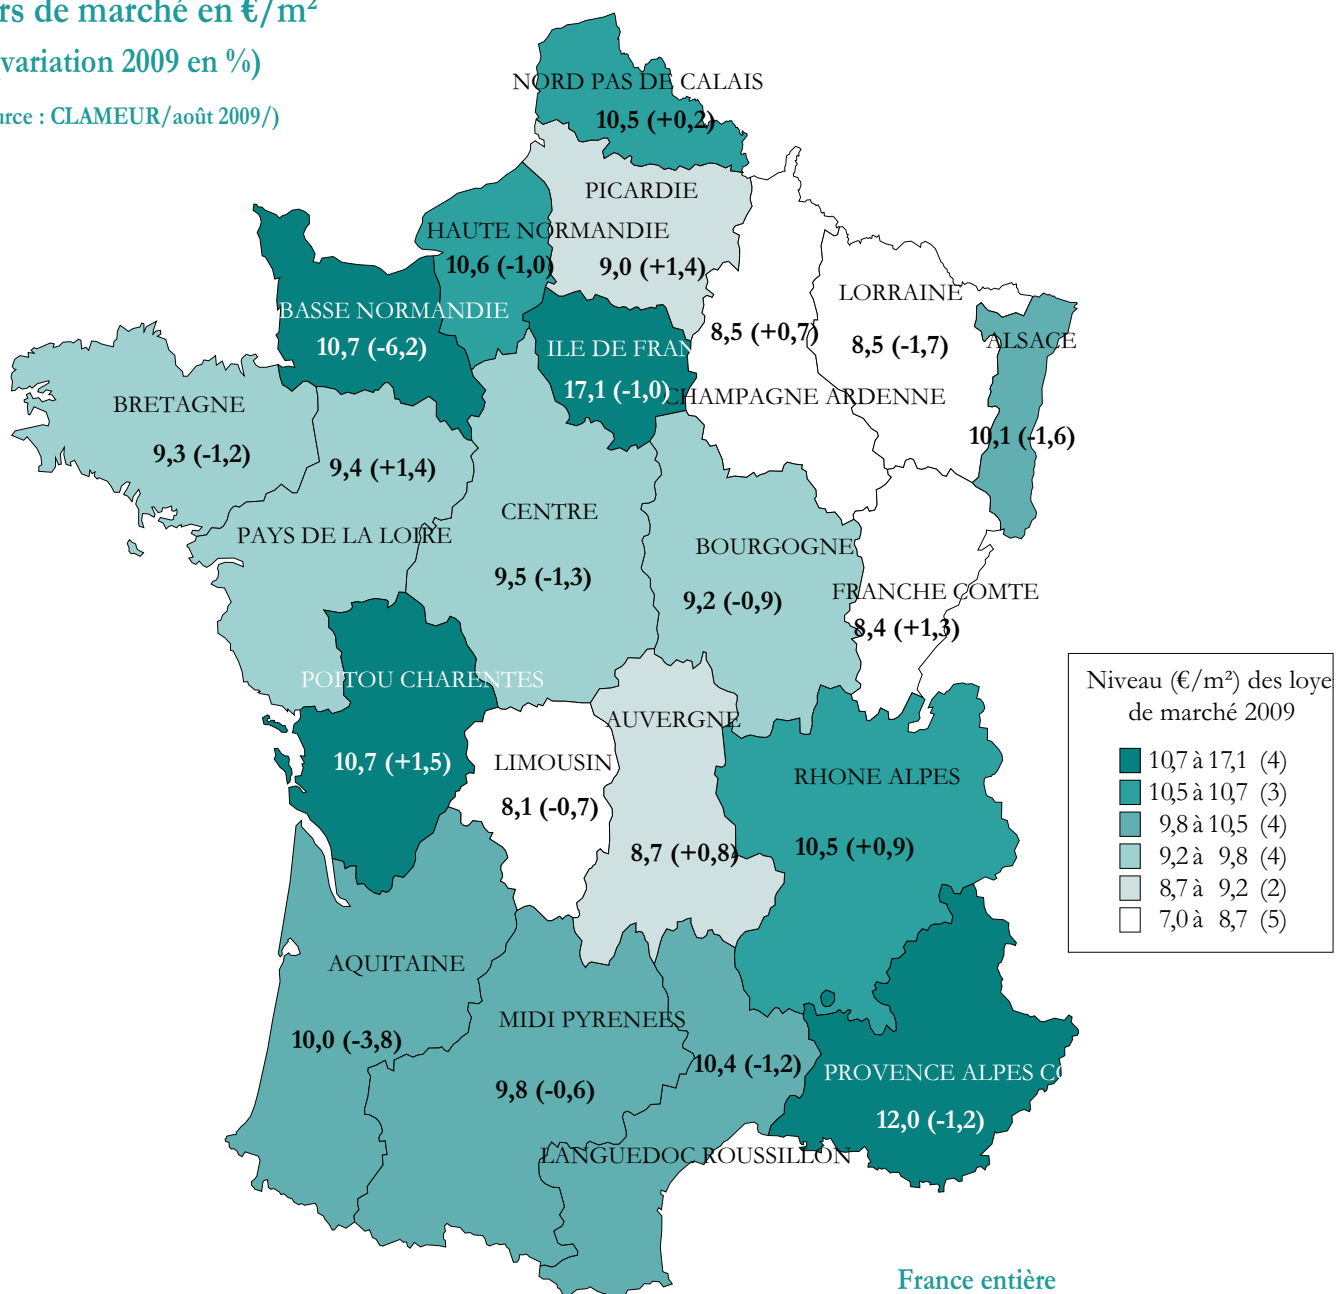 de marché en €/m²
variation 2009 en %)
: CLAMEUR/août 2009/)
NORD PAS DE CALAIS
10,5 (+0,2)
PICARDIE
9,0 (+1,4)
HAUTE NORMANDIE
10,6 (-1,0)
BASSE NORMANDIE
10,7 (-6,2)
ILE DE FRAN
17,1 (-1,0)
8,5 (+0,7)
CHAMPAGNE ARDENNE
LORRAINE
8,5 (-1,7)
ALSACE
10,1 (-1,6)
BRETAGNE
9,3 (-1,2)
9,4 (+1,4)
PAYS DE LA LOIRE
CENTRE
9,5 (-1,3)
BOURGOGNE
9,2 (-0,9)
FRANCHE COMTE
8,4 (+1,3)
POITOU CHARENTES
10,7 (+1,5)
LIMOUSIN
8,1 (-0,7)
AUVERGNE
8,7 (+0,8)
RHONE ALPES
10,5 (+0,9)
AQUITAINE
10,0 (-3,8)
MIDI PYRENEES
9,8 (-0,6)
10,4 (-1,2)
LANGUEDOC ROUSSILLON
PROVENCE ALPES CO
12,0 (-1,2)
Niveau (€/m²) des loye
de marché 2009
10,7 à 17,1 (4)
10,5 à 10,7 (3)
9,8 à 10,5 (4)
9,2 à 9,8 (4)
8,7 à 9,2 (2)
7,0 à 8,7 (5)
France entière